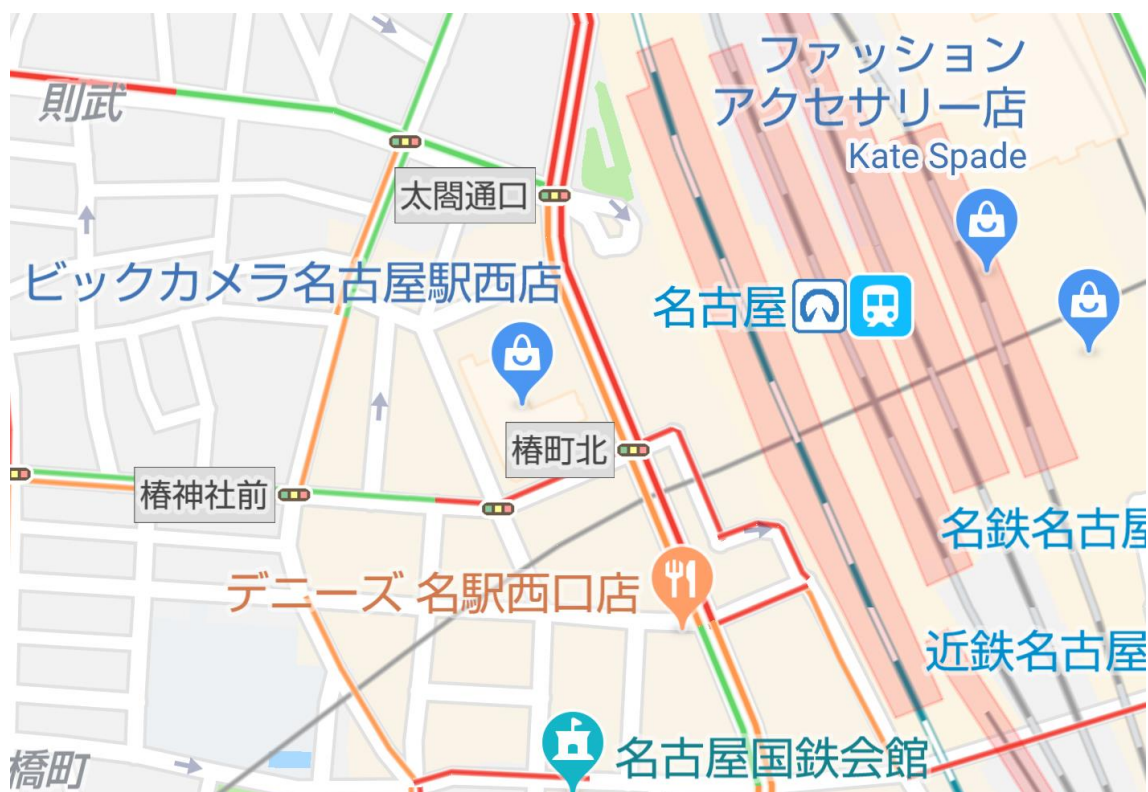 ファッション
アクセサリー店
Kate Spade
則武
太閤通口
ビックカメラ名古屋駅西店
名古屋
椿町北
椿神社前
名鉄名古屋
デニーズ 名駅西口店
近鉄名古屋
名古屋国鉄会館
橋町